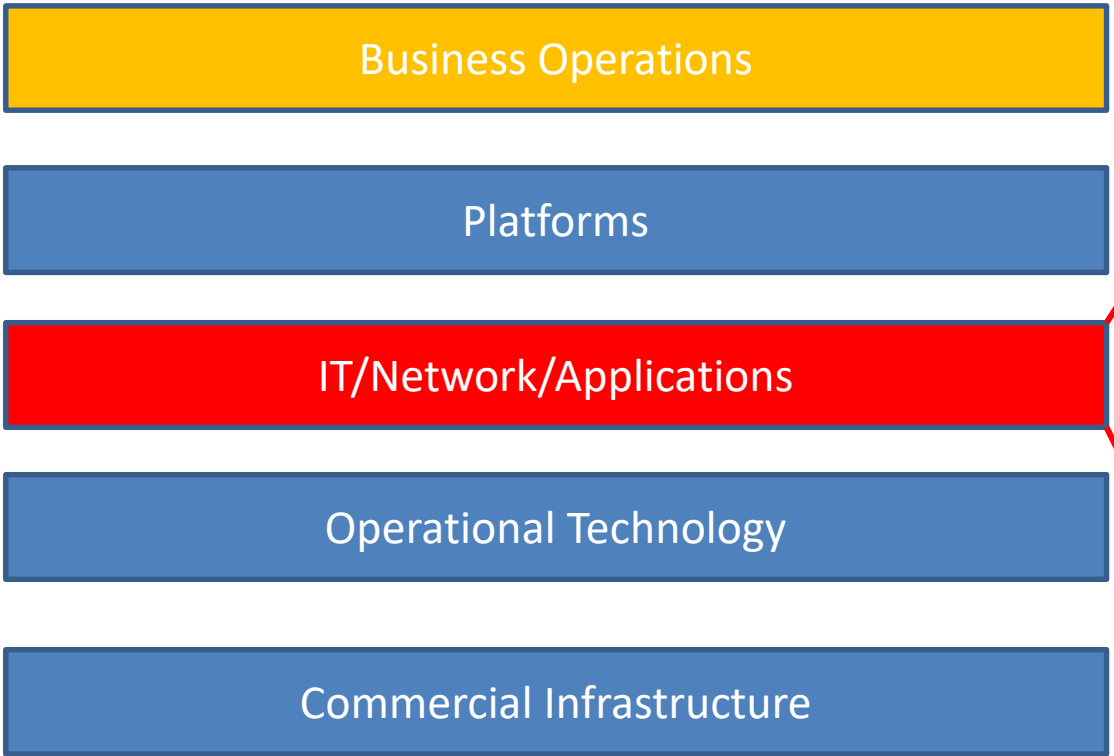 Business Operations
Platforms
IT/Network/Applications
Operational Technology
Commercial Infrastructure